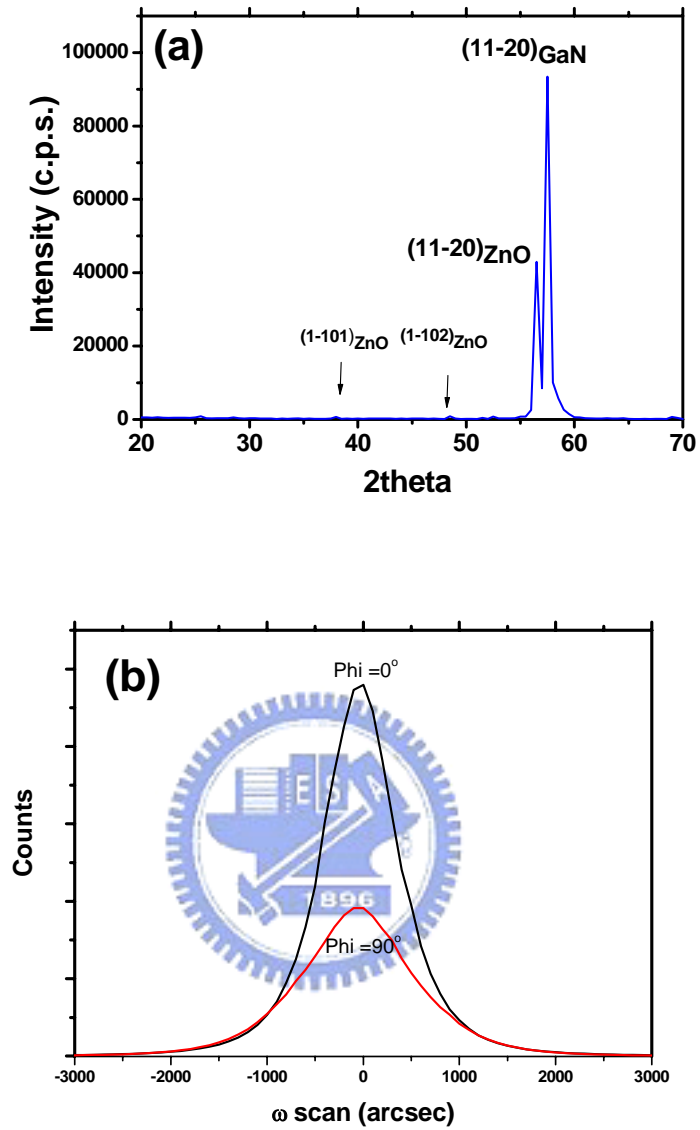 (a)
(11-20)GaN
(11-20)ZnO
(1-101)ZnO
(1-102)ZnO
Intensity (c.p.s.)
100000
80000
60000
40000
20000
0
20 30 40 50 60 70
2theta
(b)
Phi =0°
Phi =90°
E S A
1896
Counts
-3000 -2000 -1000 0 1000 2000 3000
ω scan (arcsec)